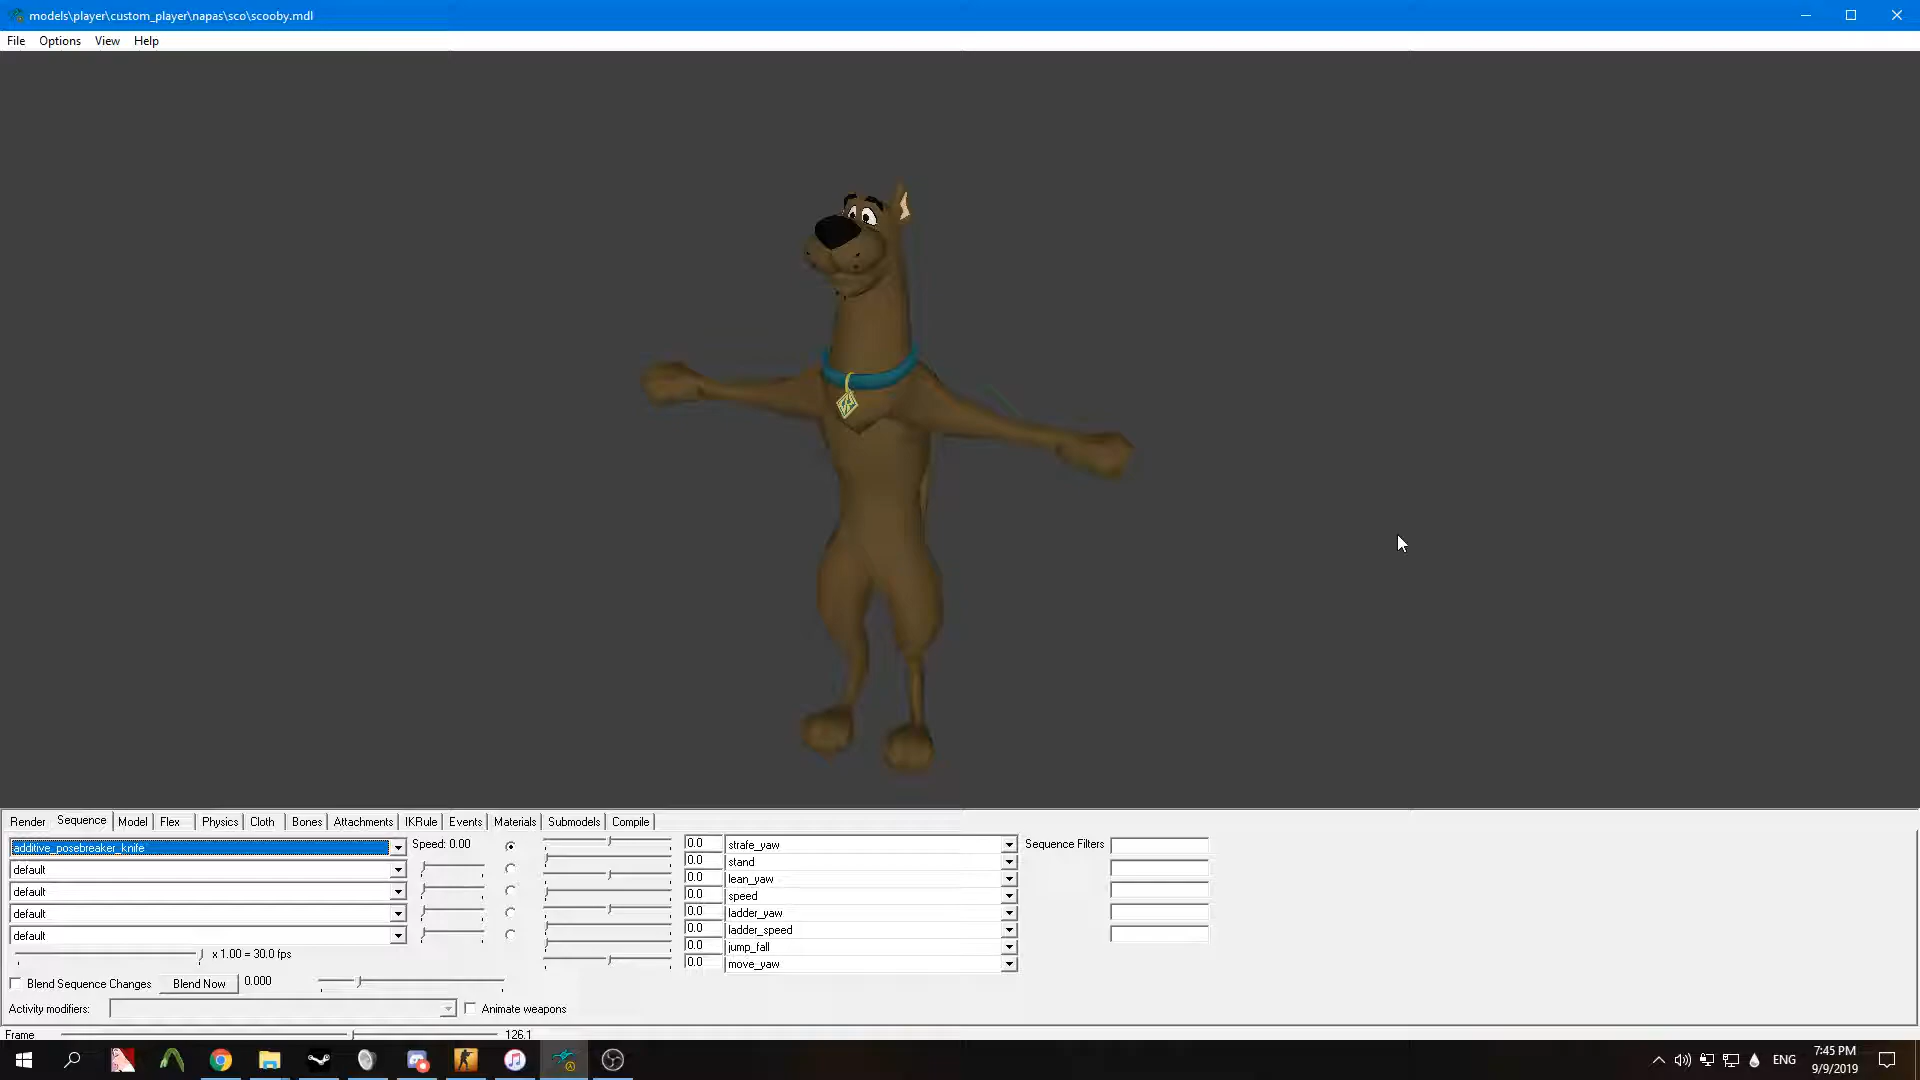 models\player\custom_player\napas\sco\scooby.mdl
File Options View Help
Render Sequence Model Flex Physics Cloth Bones Attachments IKRule Events Materials Submodels Compile
additive_posebreaker_knife Speed: 0.00 0.0 strafe_yaw Sequence Filters
0.0 stand
default
0.0 lean_yaw
default 0.0 speed
default 0.0 ladder_yaw
0.0 ladder_speed
default
0.0 jump_fall
x 1.00 = 30.0 fps 0.0 move_yaw
Blend Sequence Changes Blend Now 0.000
Activity modifiers: Animate weapons
Frame 126.1
ENG 7:45 PM
9/9/2019